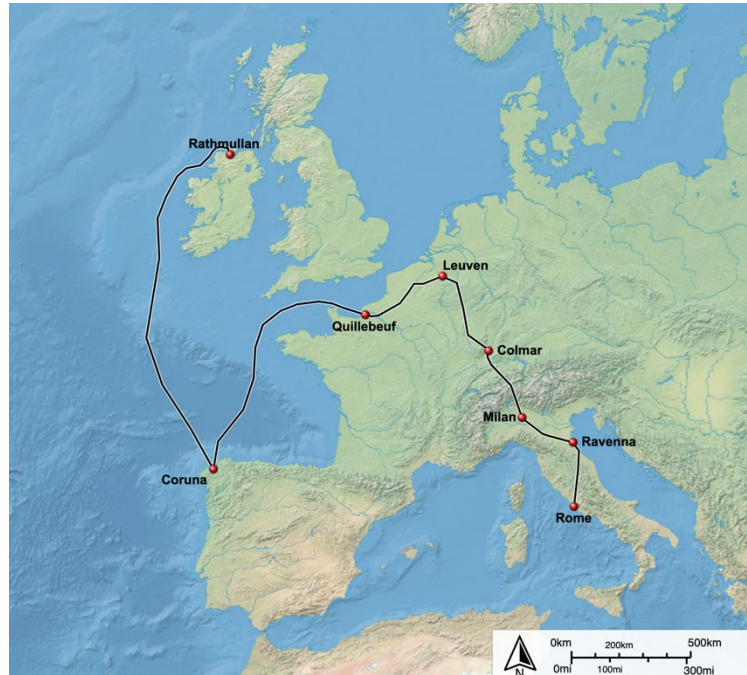 Rathmullan
Leuven
Quillebeuf
Colmar
Milan
Ravenna
Coruna
Rome
0km 200km 500km
0mi 100mi 300mi
N